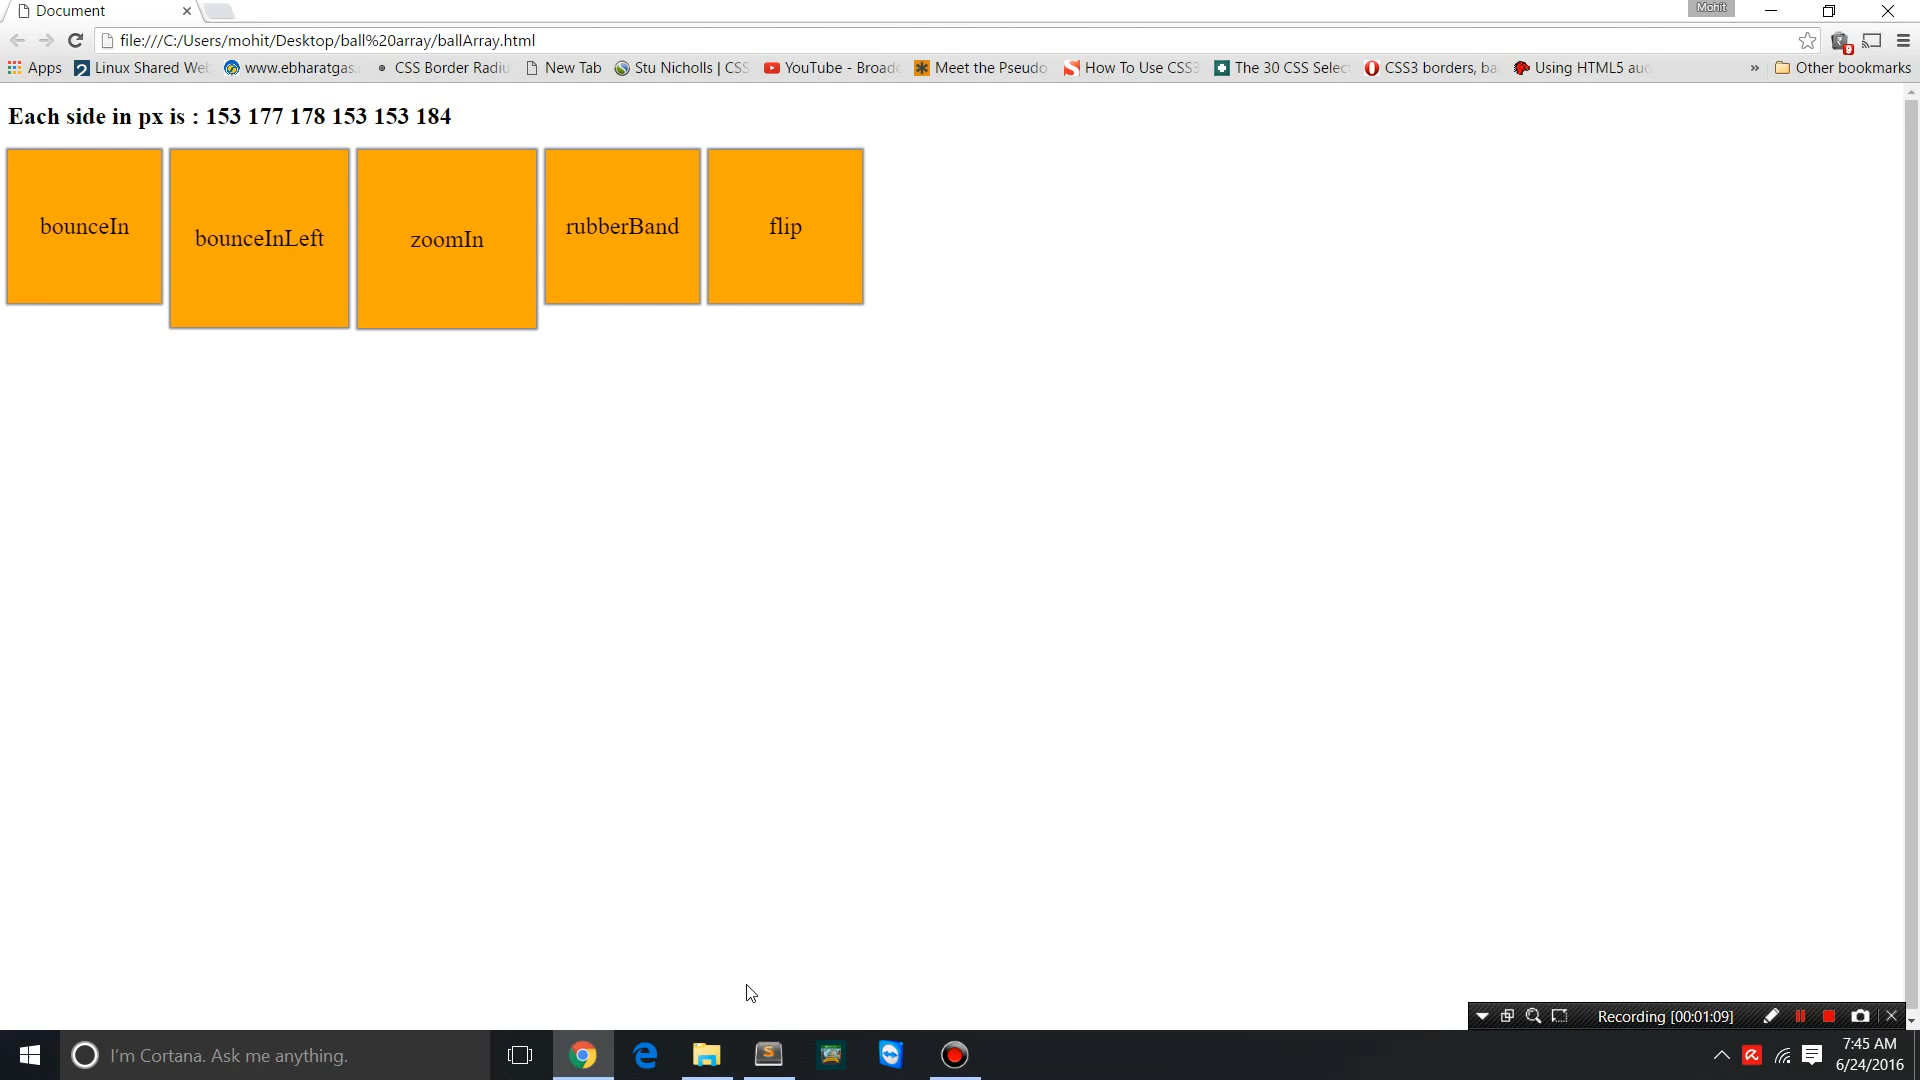 Document
Mohit
file:///C:/Users/mohit/Desktop/ball%20array/ballArray.html
9
Apps
Linux Shared We
www.ebharatgas.
CSS Border Radiu
New Tab
Stu Nicholls | CSS
YouTube - Broad
Meet the Pseudo
How To Use CSS3
The 30 CSS Selec
CSS3 borders, ba
Using HTML5 au
»
Other bookmarks
Each side in px is : 153 177 178 153 153 184
bounceIn
bounceInLeft
zoomIn
rubberBand
flip
Recording [00:01:09]
I'm Cortana. Ask me anything.
7:45 AM
6/24/2016